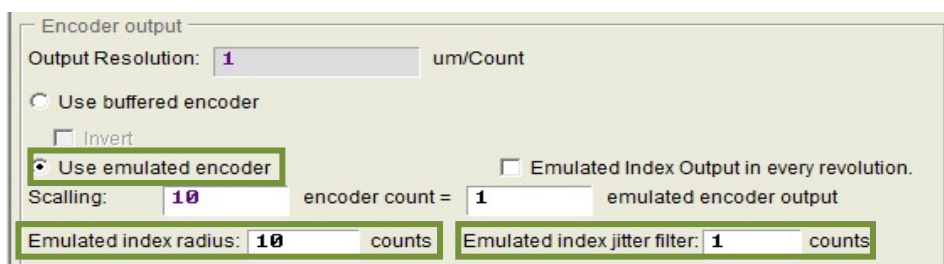 Encoder output
Output Resolution: 1 um/Count
Use buffered encoder
Invert
Use emulated encoder Emulated Index Output in every revolution.
Scalling: 10 encoder count = 1 emulated encoder output
Emulated index radius: 10 counts Emulated index jitter filter: 1 counts